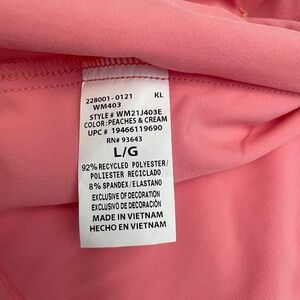 228001-0121 KL
WM403
STYLE # WM21J403E
COLOR: PEACHES & CREAM
UPC # 19466119690
RN# 93643
L/G
92% RECYCLED POLYESTER/
POLIESTER RECICLADO
8% SPANDEX/ELASTANO
EXCLUSIVE OF DECORATION
EXCLUSIVO DE DECORACIÓN
MADE IN VIETNAM
HECHO EN VIETNAM